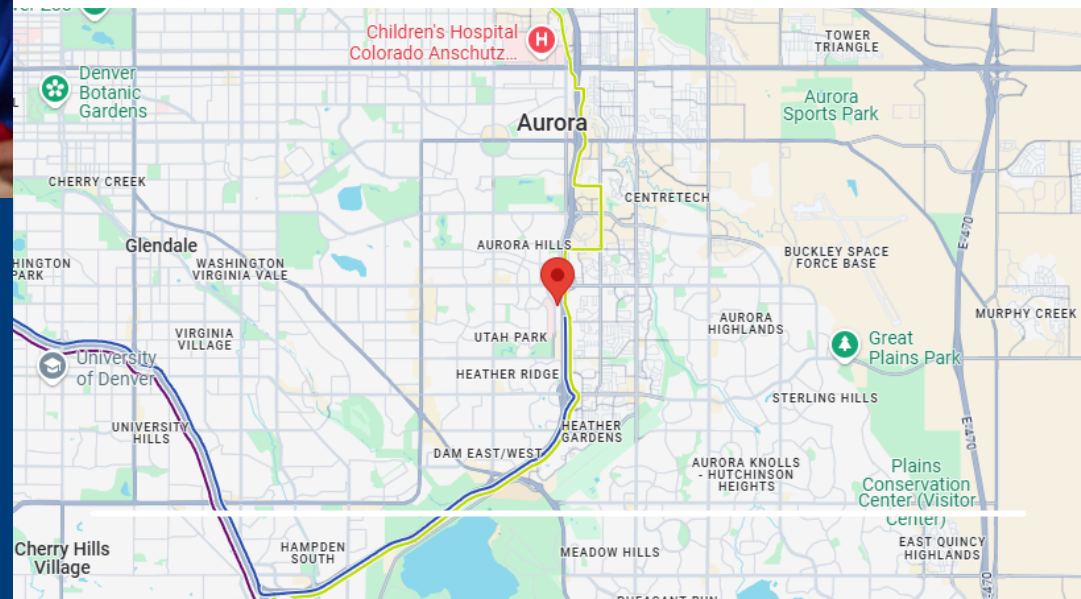 Children's Hospital
Colorado Anschutz...
TOWER
TRIANGLE
Denver
Botanic
Gardens
Aurora
Sports Park
Aurora
CHERRY CREEK
CENTRETECH
E-470
Glendale
AURORA HILLS
WASHINGTON
VIRGINIA VALE
BUCKLEY SPACE
FORCE BASE
AURORA
HIGHLANDS
MURPHY CREEK
VIRGINIA
VILLAGE
UTAH PARK
Great
Plains Park
University
of Denver
HEATHER RIDGE
STERLING HILLS
UNIVERSITY
HILLS
HEATHER
GARDENS
E-470
DAM EAST/WEST
AURORA KNOLLS
- HUTCHINSON
HEIGHTS
Plains
Conservation
Center (Visitor
Center)
Cherry Hills
Village
HAMPDEN
SOUTH
MEADOW HILLS
EAST QUINCY
HIGHLANDS
-470